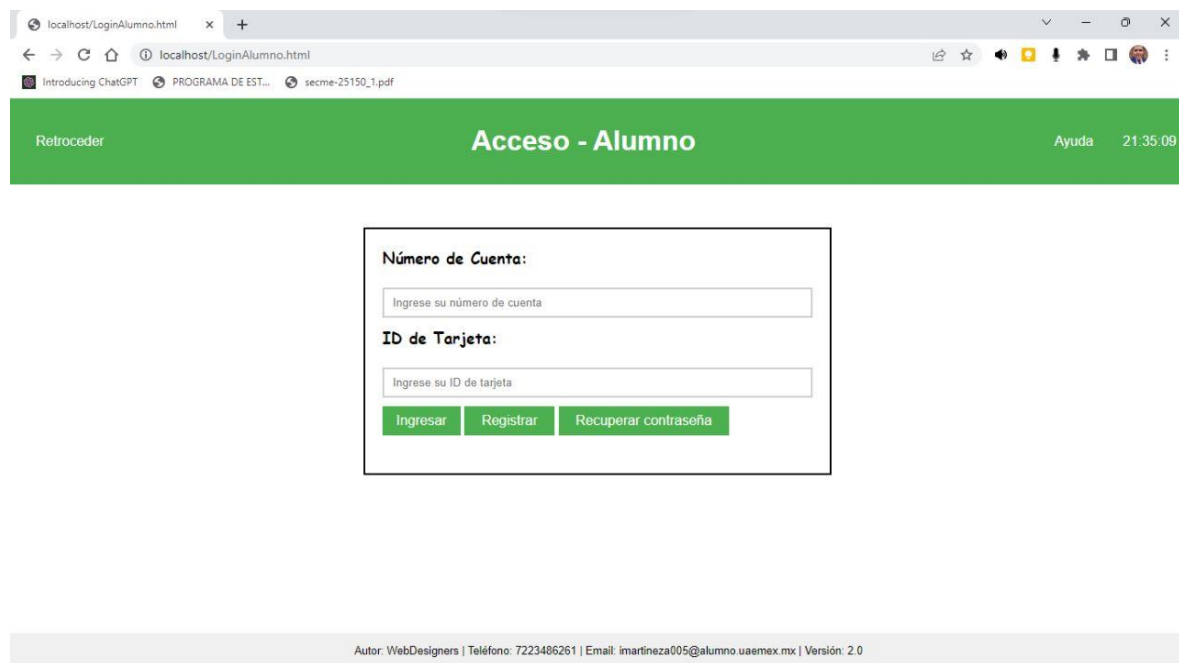 localhost/LoginAlumno.html
localhost/LoginAlumno.html
Introducing ChatGPT PROGRAMA DE EST... secme-25150_1.pdf
Retroceder Acceso - Alumno Ayuda 21:35:09
Número de Cuenta:
Ingrese su número de cuenta
ID de Tarjeta:
Ingrese su ID de tarjeta
Ingresar Registrar Recuperar contraseña
Autor: WebDesigners | Teléfono: 7223486261 | Email: imartineza005@alumno.uaemex.mx | Versión: 2.0